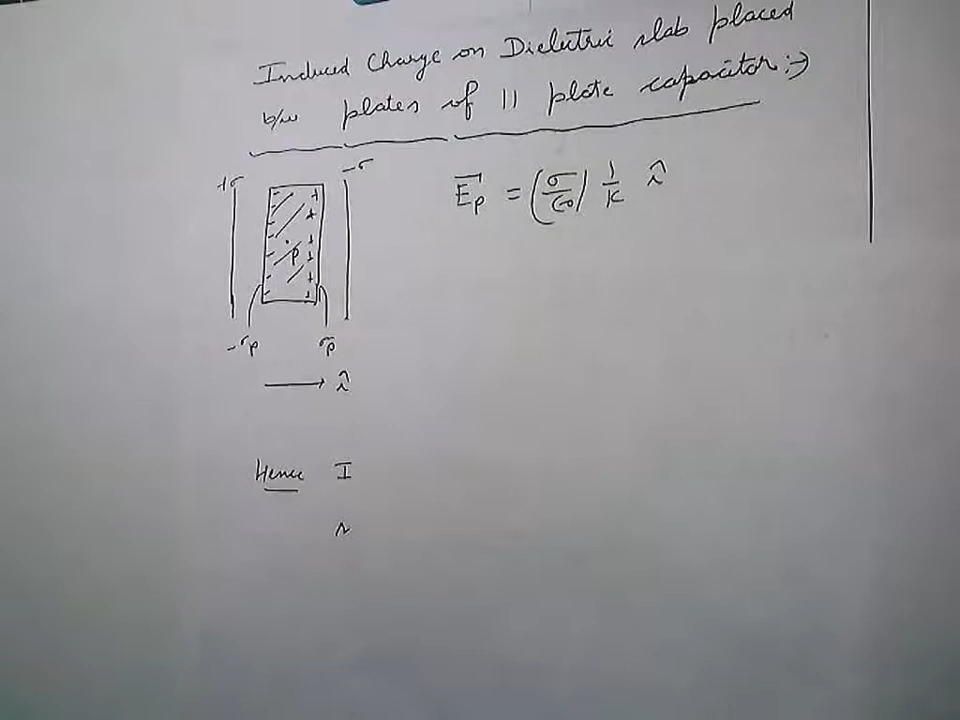 Induced Charge on Dielectric slab placed
b/w plates of || plate capacitor :→
+σ -σ
E⃗p = (σ/ε₀) 1/K î
P
-σp σp
î
Hence I